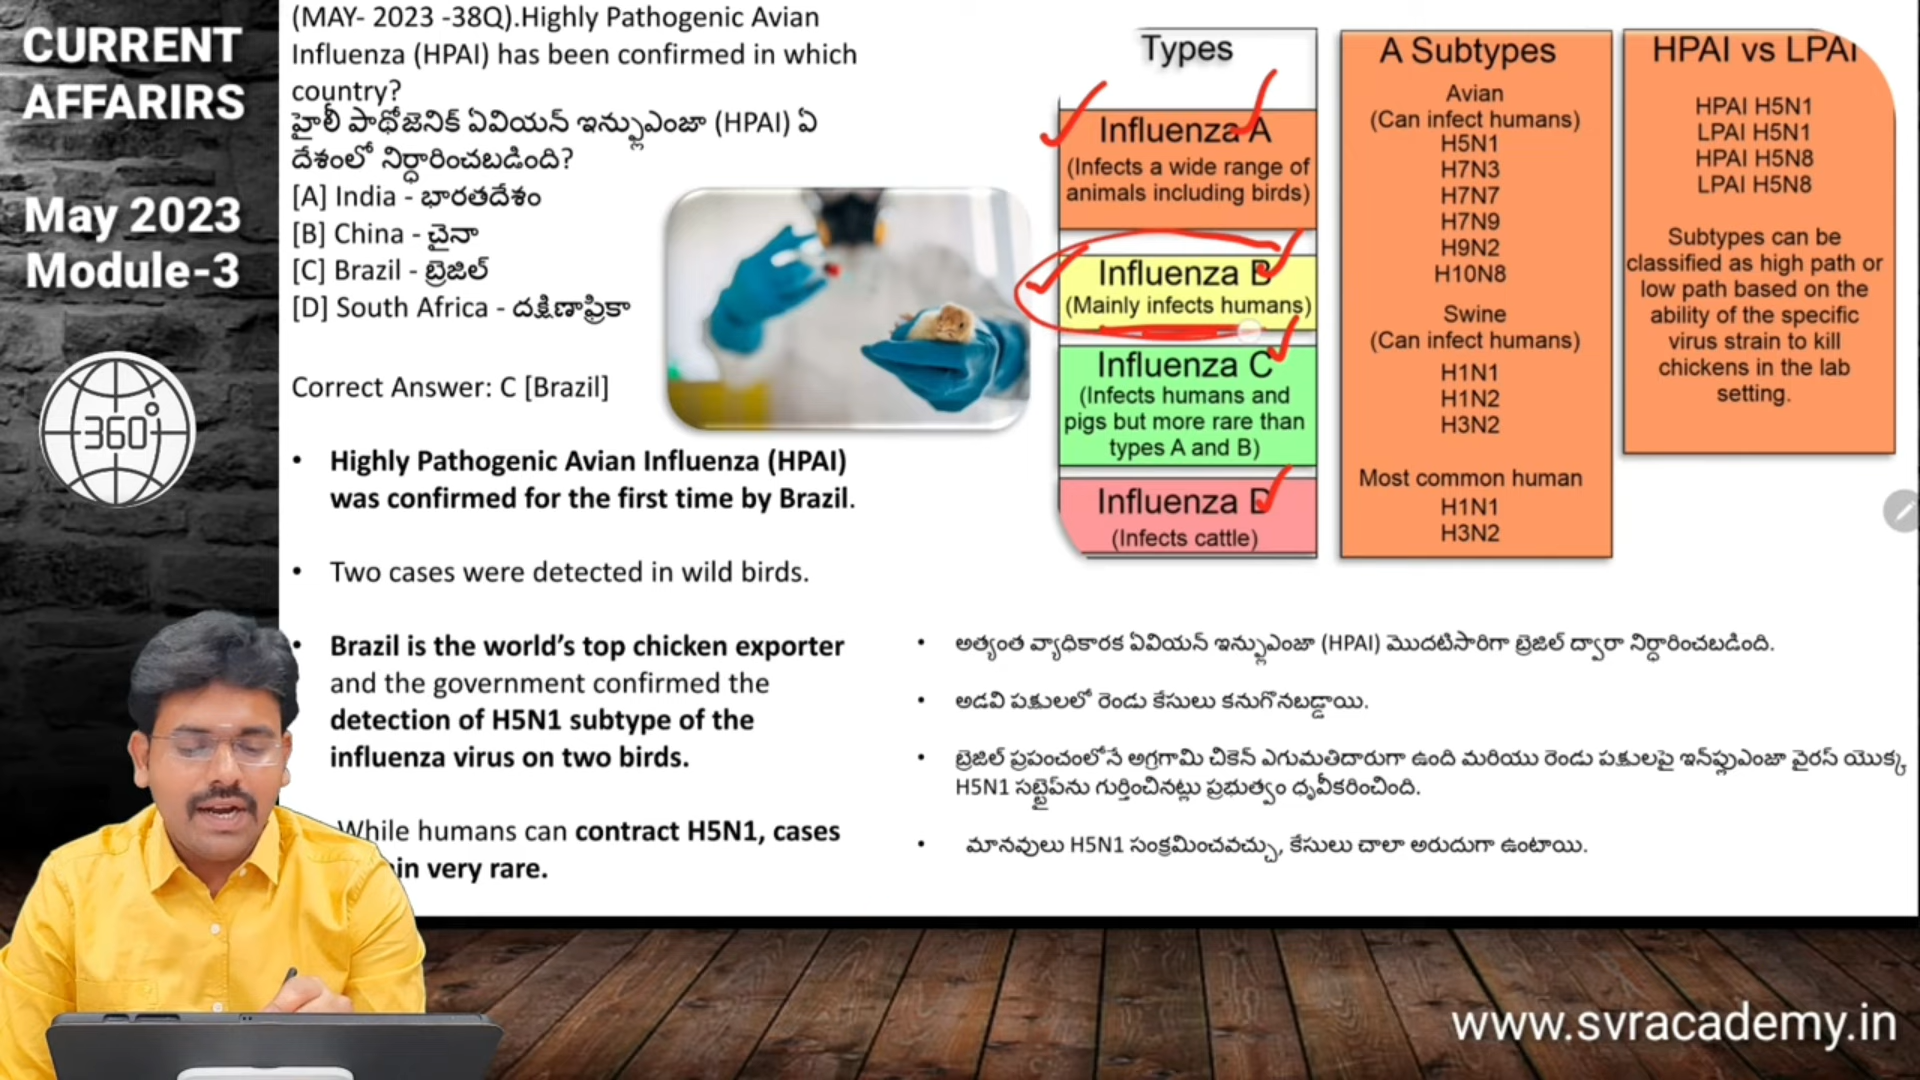 CURRENT
AFFARIRS
May 2023
Module-3
360°
(MAY- 2023 -38Q).Highly Pathogenic Avian
Influenza (HPAI) has been confirmed in which
country?
హైలీ పాథోజెనిక్ ఏవియన్ ఇన్ఫ్లుఎంజా (HPAI) ఏ
దేశంలో నిర్ధారించబడింది?
[A] India - భారతదేశం
[B] China - చైనా
[C] Brazil - బ్రెజిల్
[D] South Africa - దక్షిణాఫ్రికా
Correct Answer: C [Brazil]
• Highly Pathogenic Avian Influenza (HPAI)
was confirmed for the first time by Brazil.
• Two cases were detected in wild birds.
• Brazil is the world’s top chicken exporter
and the government confirmed the
detection of H5N1 subtype of the
influenza virus on two birds.
While humans can contract H5N1, cases
in very rare.
Types
Influenza A
(Infects a wide range of
animals including birds)
Influenza B
(Mainly infects humans)
Influenza C
(Infects humans and
pigs but more rare than
types A and B)
Influenza D
(Infects cattle)
A Subtypes
Avian
(Can infect humans)
H5N1
H7N3
H7N7
H7N9
H9N2
H10N8
Swine
(Can infect humans)
H1N1
H1N2
H3N2
Most common human
H1N1
H3N2
HPAI vs LPAI
HPAI H5N1
LPAI H5N1
HPAI H5N8
LPAI H5N8
Subtypes can be
classified as high path or
low path based on the
ability of the specific
virus strain to kill
chickens in the lab
setting.
• అత్యంత వ్యాధికారక ఏవియన్ ఇన్ఫ్లుఎంజా (HPAI) మొదటిసారిగా బ్రెజిల్ ద్వారా నిర్ధారించబడింది.
• అడవి పక్షులలో రెండు కేసులు కనుగొనబడ్డాయి.
• బ్రెజిల్ ప్రపంచంలోనే అగ్రగామి చికెన్ ఎగుమతిదారుగా ఉంది మరియు రెండు పక్షులపై ఇన్‌ఫ్లుఎంజా వైరస్ యొక్క
H5N1 సబ్టైప్‌ను గుర్తించినట్లు ప్రభుత్వం ధృవీకరించింది.
• మానవులు H5N1 సంక్రమించవచ్చు, కేసులు చాలా అరుదుగా ఉంటాయి.
www.svracademy.in